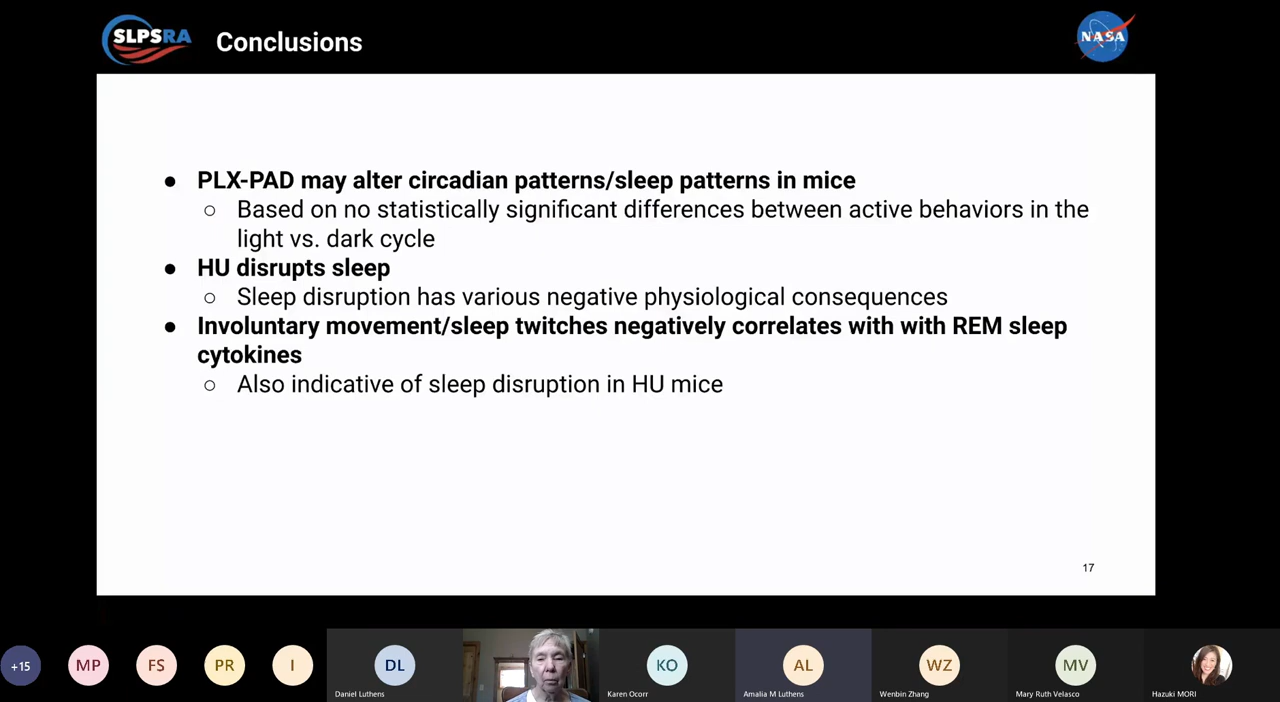 SLPSRA
Conclusions
NASA
● PLX-PAD may alter circadian patterns/sleep patterns in mice
○ Based on no statistically significant differences between active behaviors in the
light vs. dark cycle
● HU disrupts sleep
○ Sleep disruption has various negative physiological consequences
● Involuntary movement/sleep twitches negatively correlates with with REM sleep
cytokines
○ Also indicative of sleep disruption in HU mice
17
+15
MP
FS
PR
I
DL
KO
AL
WZ
MV
Daniel Luthens
Karen Ocorr
Amalia M Luthens
Wenbin Zhang
Mary Ruth Velasco
Hazuki MORI